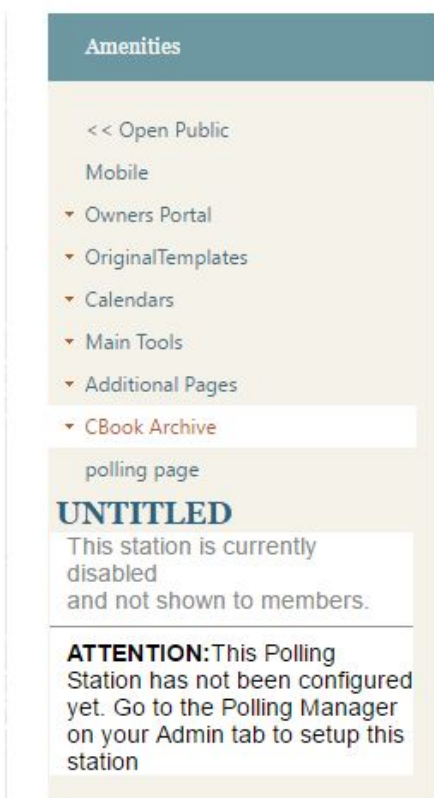 Amenities
<< Open Public
Mobile
Owners Portal
OriginalTemplates
Calendars
Main Tools
Additional Pages
CBook Archive
polling page
UNTITLED
This station is currently
disabled
and not shown to members.
ATTENTION:This Polling
Station has not been configured
yet. Go to the Polling Manager
on your Admin tab to setup this
station